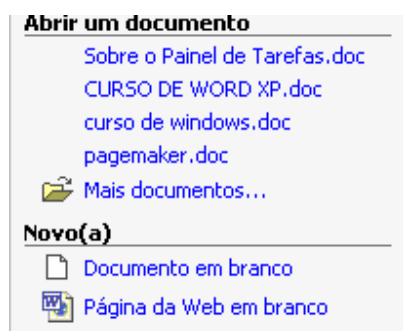 Abrir um documento
Sobre o Painel de Tarefas.doc
CURSO DE WORD XP.doc
curso de windows.doc
pagemaker.doc
Mais documentos...
Novo(a)
Documento em branco
Página da Web em branco